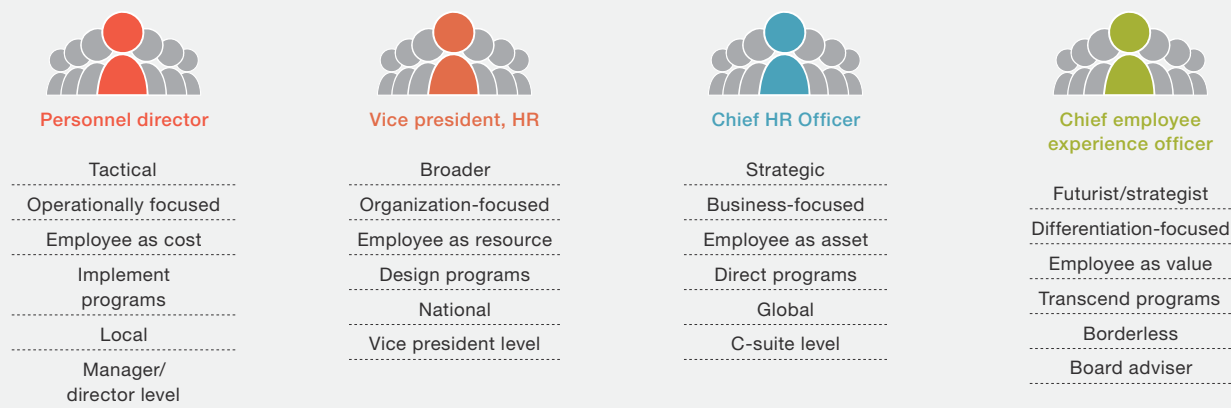 Personnel director
Tactical
Operationally focused
Employee as cost
Implement
programs
Local
Manager/
director level
Vice president, HR
Broader
Organization-focused
Employee as resource
Design programs
National
Vice president level
Chief HR Officer
Strategic
Business-focused
Employee as asset
Direct programs
Global
C-suite level
Chief employee
experience officer
Futurist/strategist
Differentiation-focused
Employee as value
Transcend programs
Borderless
Board adviser